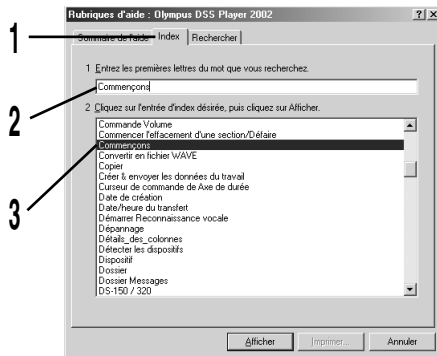 Rubriques d'aide : Olympus DSS Player 2002
1
Sommaire de l'aide Index Rechercher
1 Entrez les premières lettres du mot que vous recherchez.
Commençons
2
2 Cliquez sur l'entrée d'index désirée, puis cliquez sur Afficher.
Commande Volume
Commencer l'effacement d'une section/Défaire
Commençons
Convertir en fichier WAVE
Copier
Créer & envoyer les données du travail
Curseur de commande de Axe de durée
3
Date de création
Date/heure du transfert
Démarrer Reconnaissance vocale
Dépannage
Détails_des_colonnes
Détecter les dispositifs
Dispositif
Dossier
Dossier Messages
DS-150 / 320
Afficher Imprimer... Annuler